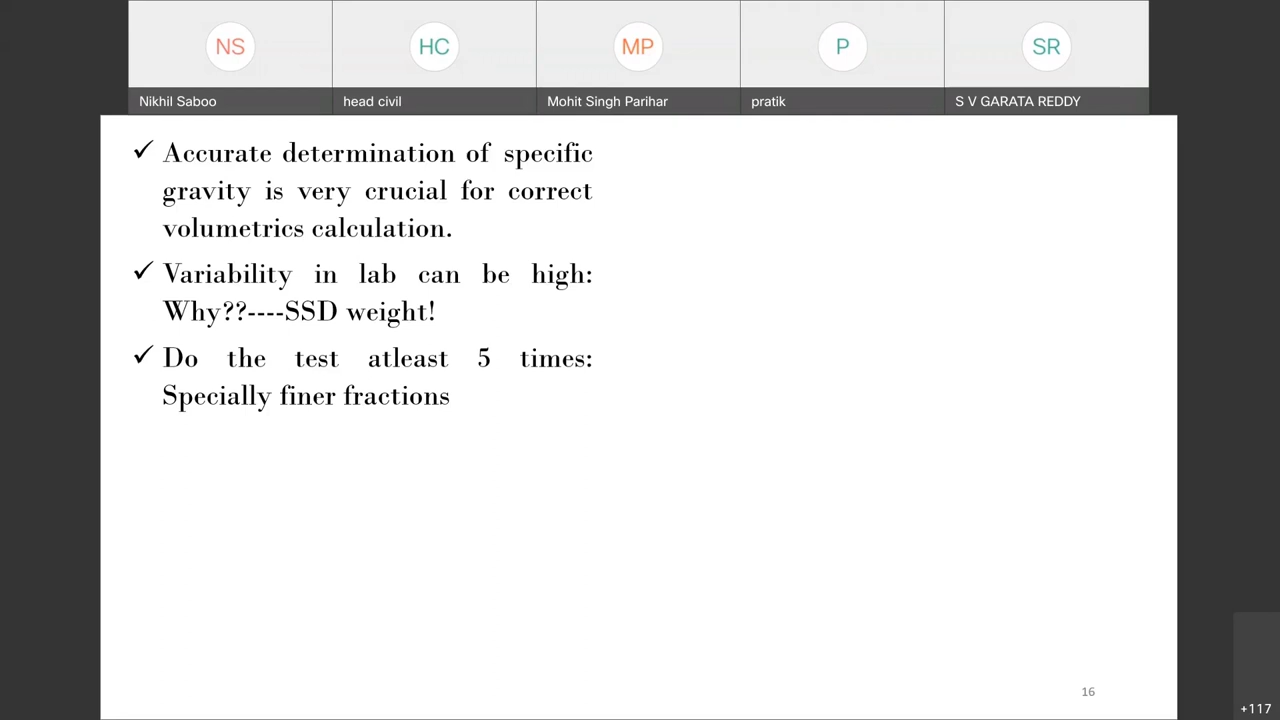 NS
HC
MP
P
SR
Nikhil Saboo
head civil
Mohit Singh Parihar
pratik
S V GARATA REDDY
✓ Accurate determination of specific
gravity is very crucial for correct
volumetrics calculation.
✓ Variability in lab can be high:
Why??----SSD weight!
✓ Do the test atleast 5 times:
Specially finer fractions
16
+117